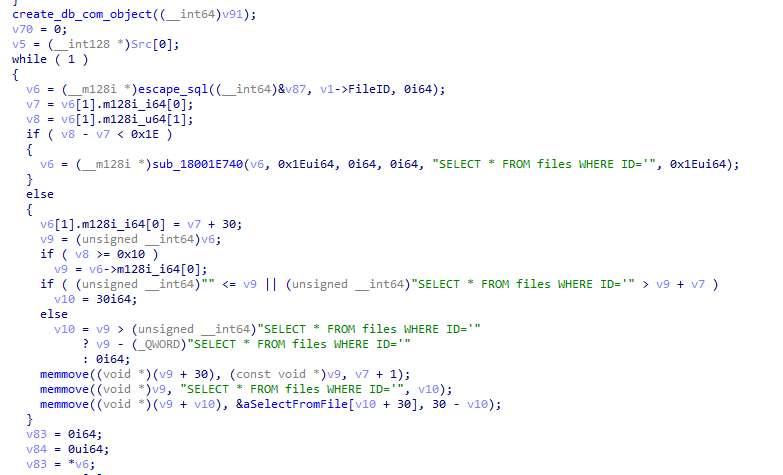 }
create_db_com_object((__int64)v91);
v70 = 0;
v5 = (__int128 *)Src[0];
while ( 1 )
{
  v6 = (__m128i *)escape_sql((__int64)&v87, v1->FileID, 0i64);
  v7 = v6[1].m128i_i64[0];
  v8 = v6[1].m128i_u64[1];
  if ( v8 - v7 < 0x1E )
  {
    v6 = (__m128i *)sub_18001E740(v6, 0x1Eui64, 0i64, 0i64, "SELECT * FROM files WHERE ID='", 0x1Eui64);
  }
  else
  {
    v6[1].m128i_i64[0] = v7 + 30;
    v9 = (unsigned __int64)v6;
    if ( v8 >= 0x10 )
      v9 = v6->m128i_i64[0];
    if ( (unsigned __int64)"" <= v9 || (unsigned __int64)"SELECT * FROM files WHERE ID='" > v9 + v7 )
      v10 = 30i64;
    else
      v10 = v9 > (unsigned __int64)"SELECT * FROM files WHERE ID='"
          ? v9 - (_QWORD)"SELECT * FROM files WHERE ID='"
          : 0i64;
    memmove((void *)(v9 + 30), (const void *)v9, v7 + 1);
    memmove((void *)v9, "SELECT * FROM files WHERE ID='", v10);
    memmove((void *)(v9 + v10), &aSelectFromFile[v10 + 30], 30 - v10);
  }
  v83 = 0i64;
  v84 = 0ui64;
  v83 = *v6;